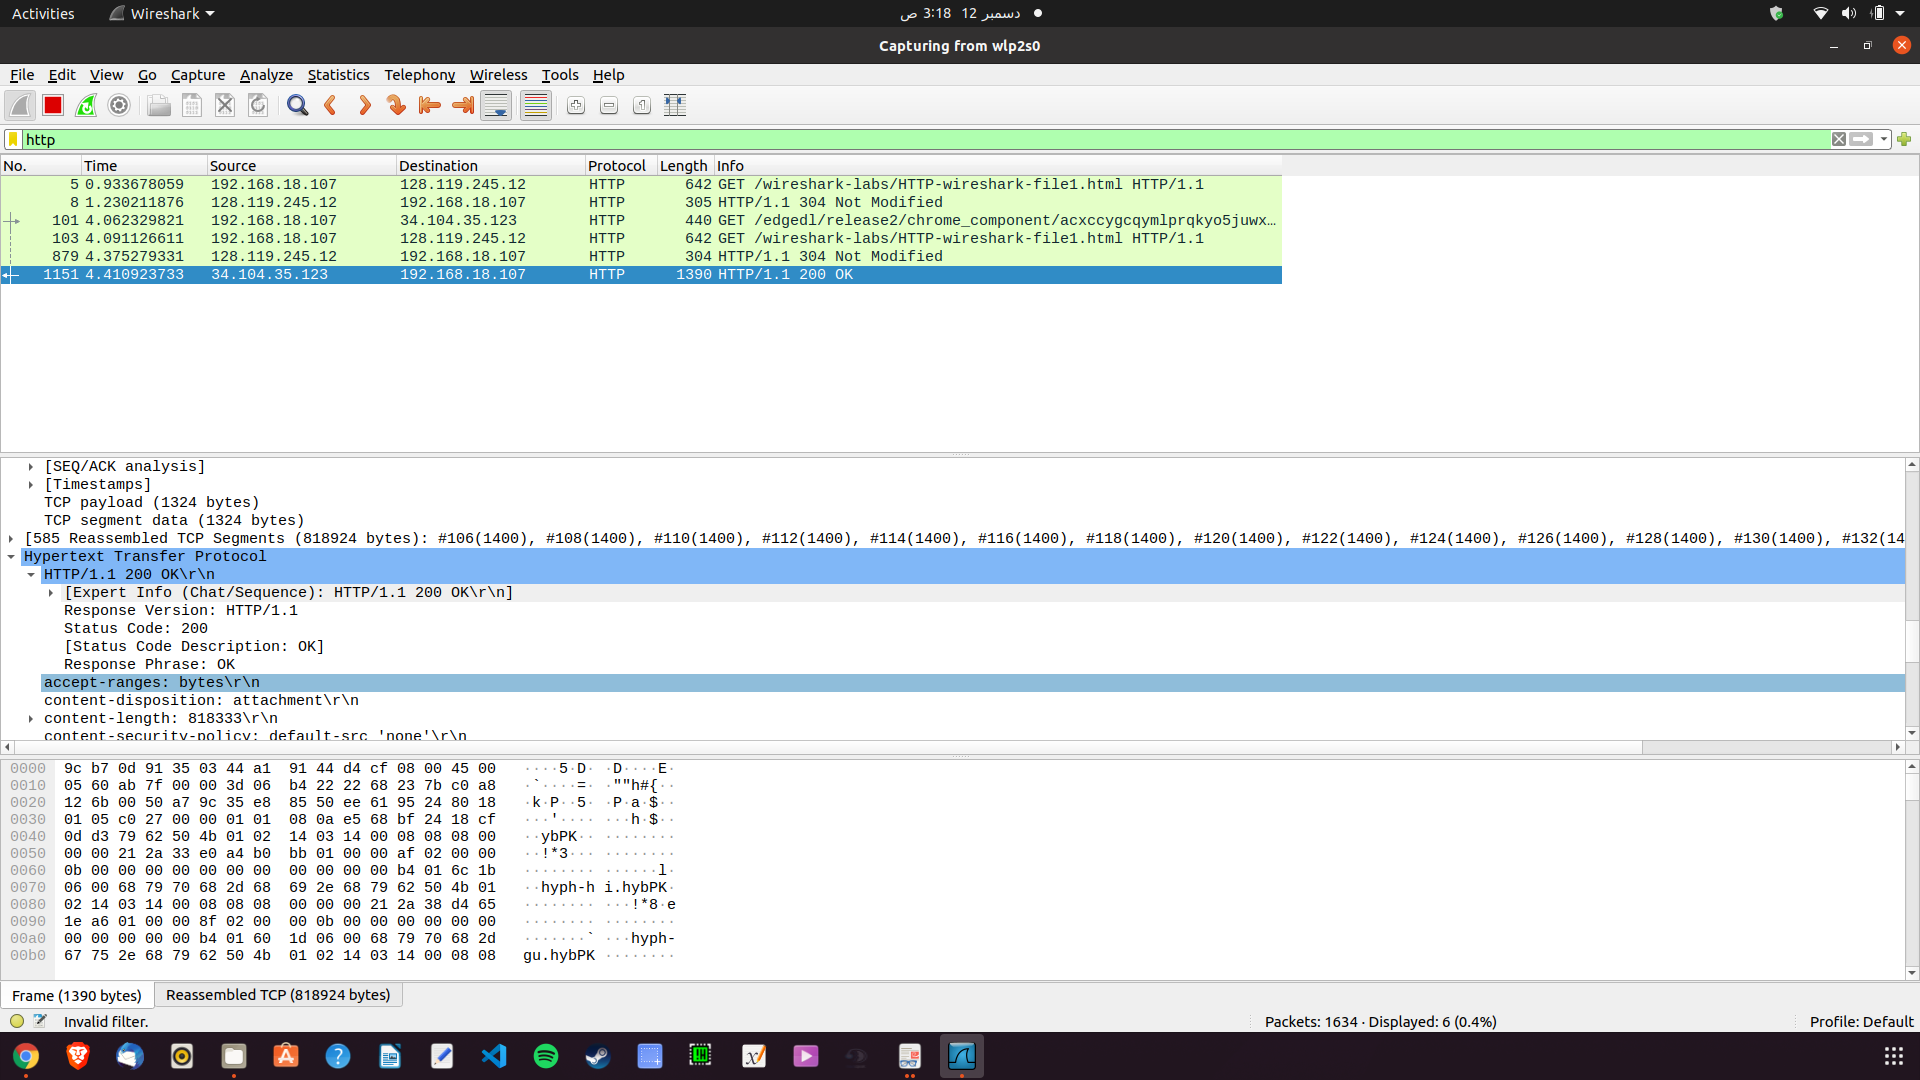 Activities
Wireshark
ص 3:18 12 دسمبر
Capturing from wlp2s0
File Edit View Go Capture Analyze Statistics Telephony Wireless Tools Help
http
No. Time Source Destination Protocol Length Info
5 0.933678059 192.168.18.107 128.119.245.12 HTTP 642 GET /wireshark-labs/HTTP-wireshark-file1.html HTTP/1.1
8 1.230211876 128.119.245.12 192.168.18.107 HTTP 305 HTTP/1.1 304 Not Modified
101 4.062329821 192.168.18.107 34.104.35.123 HTTP 440 GET /edgedl/release2/chrome_component/acxccygcqymlprqkyo5juwx…
103 4.091126611 192.168.18.107 128.119.245.12 HTTP 642 GET /wireshark-labs/HTTP-wireshark-file1.html HTTP/1.1
879 4.375279331 128.119.245.12 192.168.18.107 HTTP 304 HTTP/1.1 304 Not Modified
1151 4.410923733 34.104.35.123 192.168.18.107 HTTP 1390 HTTP/1.1 200 OK
[SEQ/ACK analysis]
[Timestamps]
TCP payload (1324 bytes)
TCP segment data (1324 bytes)
[585 Reassembled TCP Segments (818924 bytes): #106(1400), #108(1400), #110(1400), #112(1400), #114(1400), #116(1400), #118(1400), #120(1400), #122(1400), #124(1400), #126(1400), #128(1400), #130(1400), #132(14
Hypertext Transfer Protocol
HTTP/1.1 200 OK\r\n
[Expert Info (Chat/Sequence): HTTP/1.1 200 OK\r\n]
Response Version: HTTP/1.1
Status Code: 200
[Status Code Description: OK]
Response Phrase: OK
accept-ranges: bytes\r\n
content-disposition: attachment\r\n
content-length: 818333\r\n
content-security-policy: default-src 'none'\r\n
0000 9c b7 0d 91 35 03 44 a1 91 44 d4 cf 08 00 45 00 ····5·D· ·D····E·
0010 05 60 ab 7f 00 00 3d 06 b4 22 22 68 23 7b c0 a8 ·`····=· ·""h#{··
0020 12 6b 00 50 a7 9c 35 e8 85 50 ee 61 95 24 80 18 ·k·P··5· ·P·a·$··
0030 01 05 c0 27 00 00 01 01 08 0a e5 68 bf 24 18 cf ···'···· ···h·$··
0040 0d d3 79 62 50 4b 01 02 14 03 14 00 08 08 08 00 ··ybPK·· ········
0050 00 00 21 2a 33 e0 a4 b0 bb 01 00 00 af 02 00 00 ··!*3··· ········
0060 0b 00 00 00 00 00 00 00 00 00 00 00 b4 01 6c 1b ········ ······l·
0070 06 00 68 79 70 68 2d 68 69 2e 68 79 62 50 4b 01 ··hyph-h i.hybPK·
0080 02 14 03 14 00 08 08 08 00 00 00 21 2a 38 d4 65 ········ ···!*8·e
0090 1e a6 01 00 00 8f 02 00 00 0b 00 00 00 00 00 00 ········ ········
00a0 00 00 00 00 00 b4 01 60 1d 06 00 68 79 70 68 2d ·······` ···hyph-
00b0 67 75 2e 68 79 62 50 4b 01 02 14 03 14 00 08 08 gu.hybPK ········
Frame (1390 bytes) Reassembled TCP (818924 bytes)
Invalid filter. Packets: 1634 · Displayed: 6 (0.4%) Profile: Default